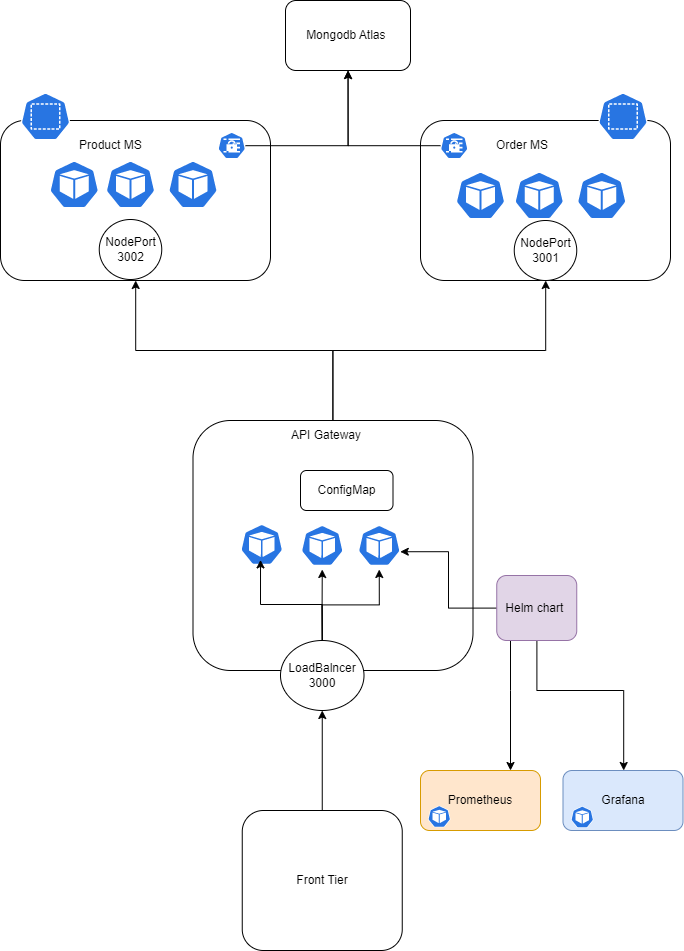 Mongodb Atlas
Product MS
Order MS
NodePort
3002
NodePort
3001
API Gateway
ConfigMap
Helm chart
LoadBalncer
3000
Prometheus
Grafana
Front Tier